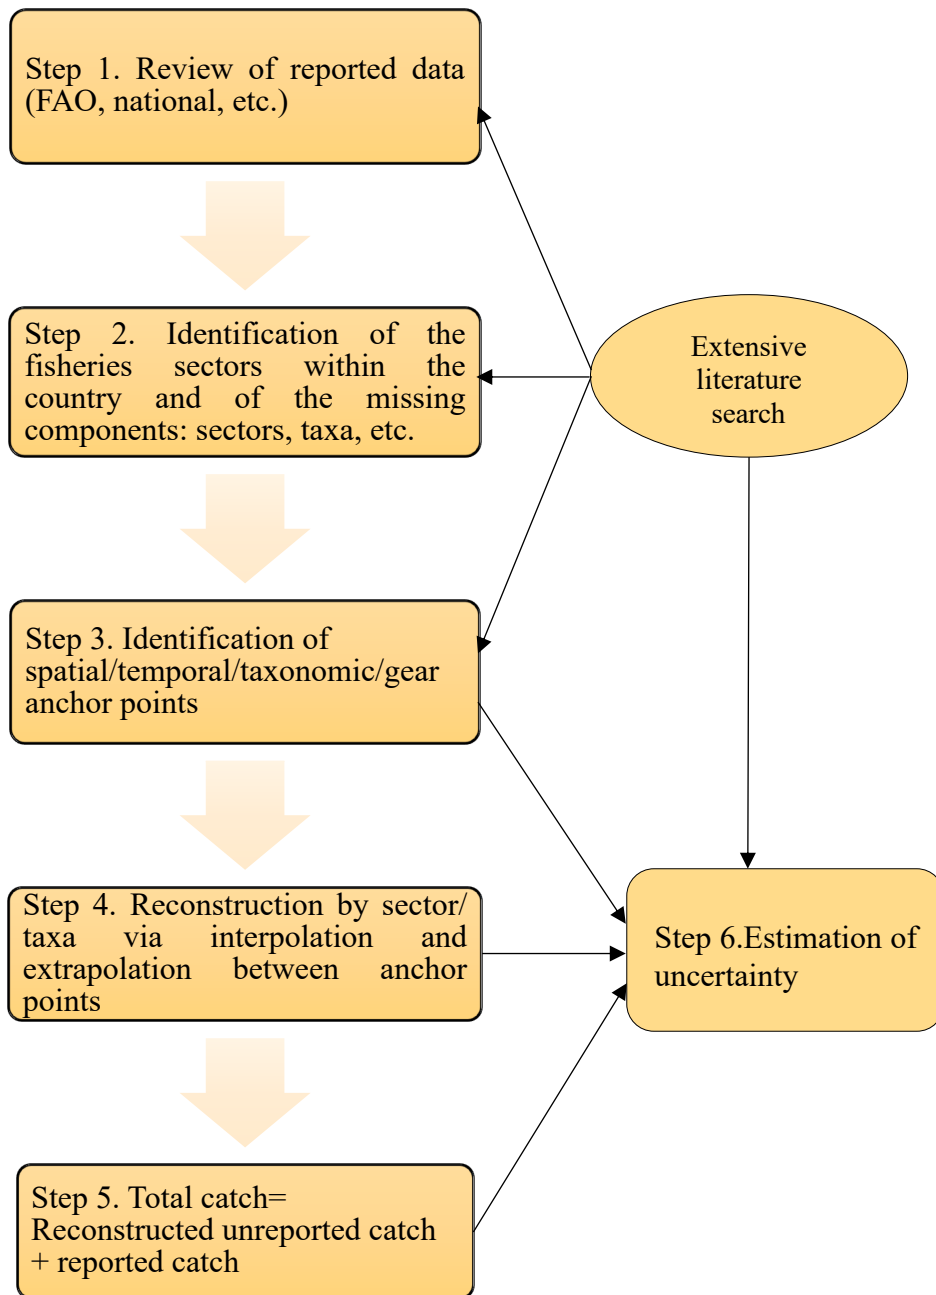 Step 1. Review of reported data
(FAO, national, etc.)
Step 2. Identification of the
fisheries sectors within the
country and of the missing
components: sectors, taxa, etc.
Extensive
literature
search
Step 3. Identification of
spatial/temporal/taxonomic/gear
anchor points
Step 4. Reconstruction by sector/
taxa via interpolation and
extrapolation between anchor
points
Step 6.Estimation of
uncertainty
Step 5. Total catch=
Reconstructed unreported catch
+ reported catch